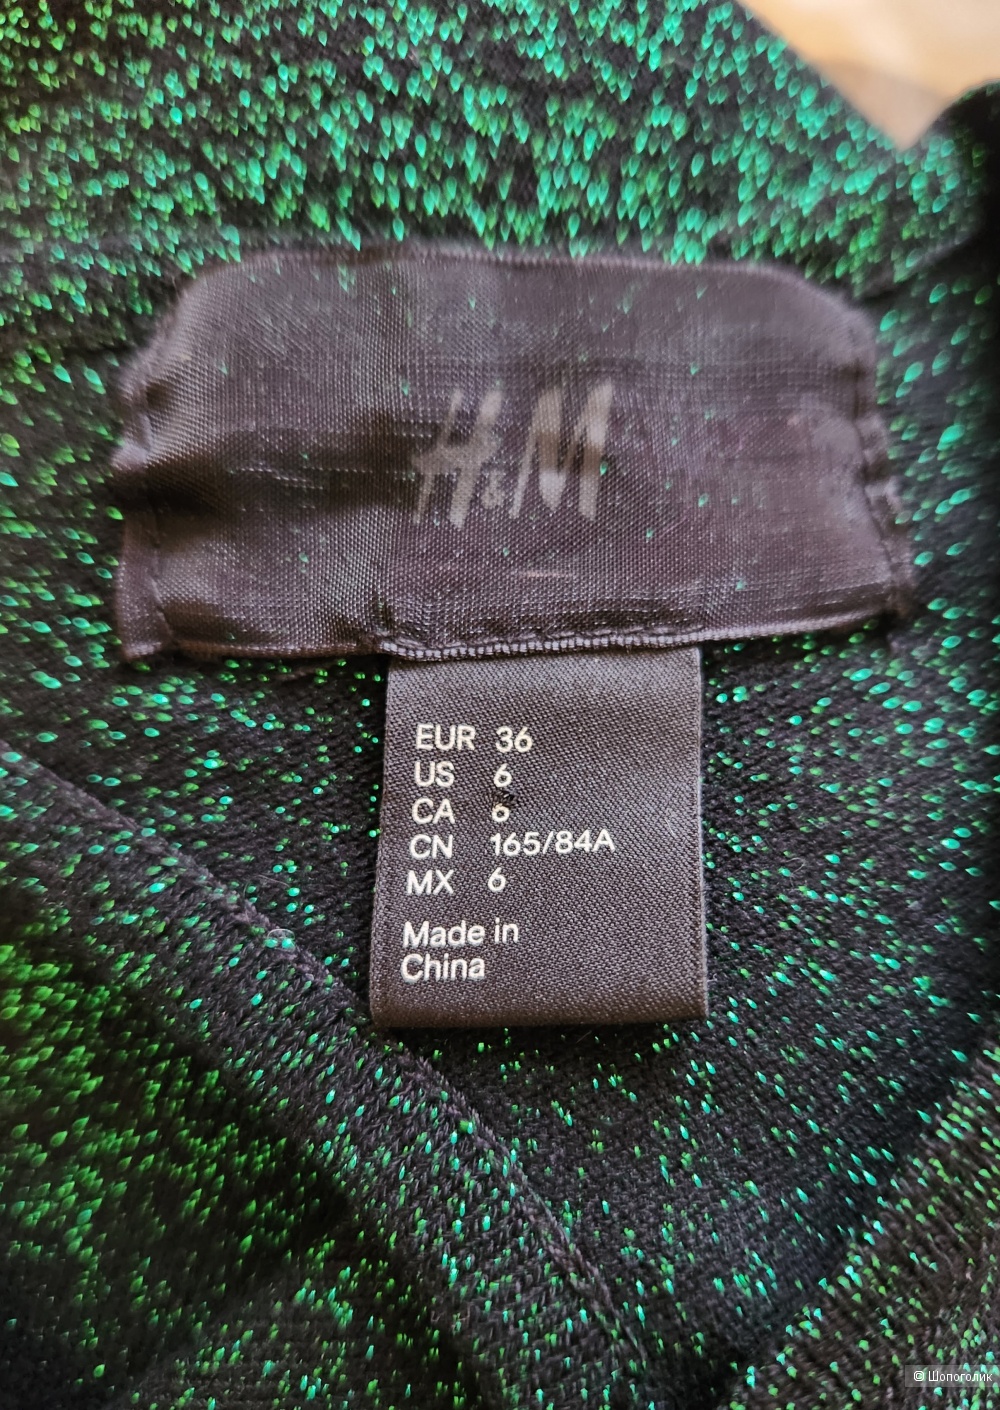 H&M
EUR 36
US 6
CA 6
CN 165/84A
MX 6
Made in
China
© Шопоголик